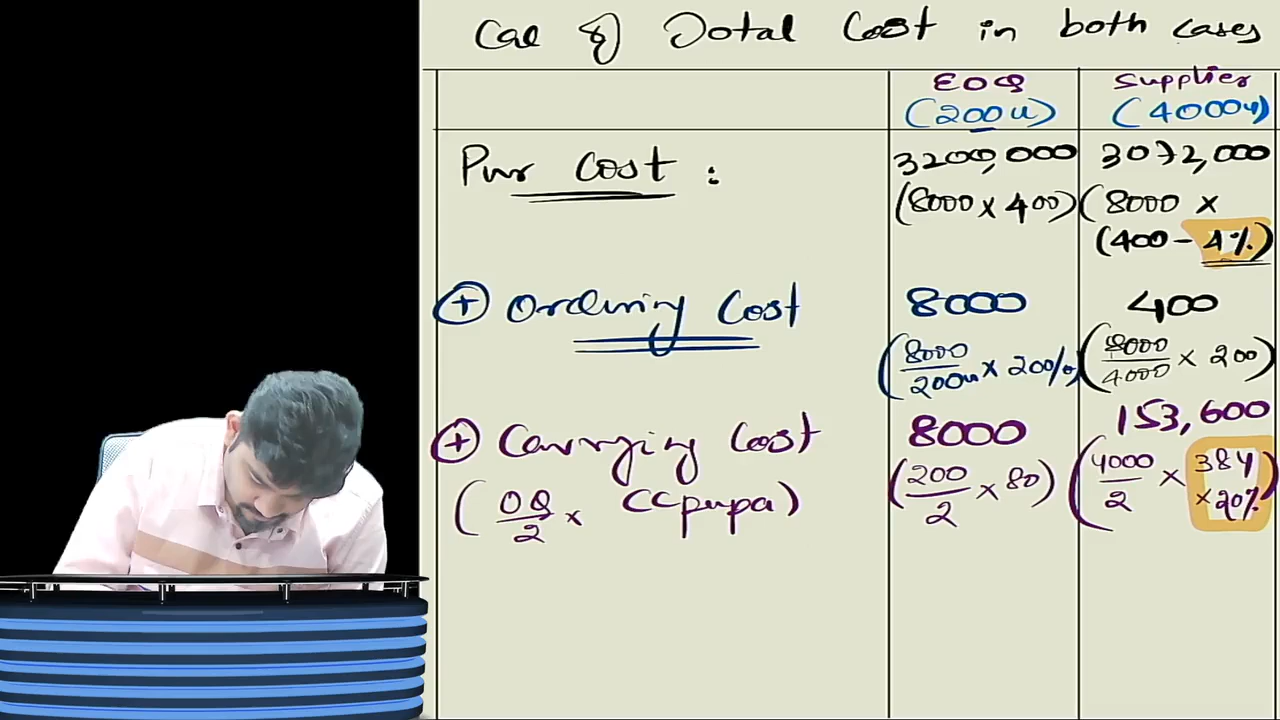 Cal of Total Cost in both cases
EOQ
(200u)
Supplier
(4000u)
Pur Cost :
3200,000
(8000 x 400)
3072,000
(8000 x
(400 - 4%)
+ Ordering Cost
8000
(8000/200u x 200/o)
400
(8000/4000 x 200)
+ Carrying Cost
(OQ/2 x CCpupa)
8000
(200/2 x 80)
153,600
(4000/2 x 384
x 20%)